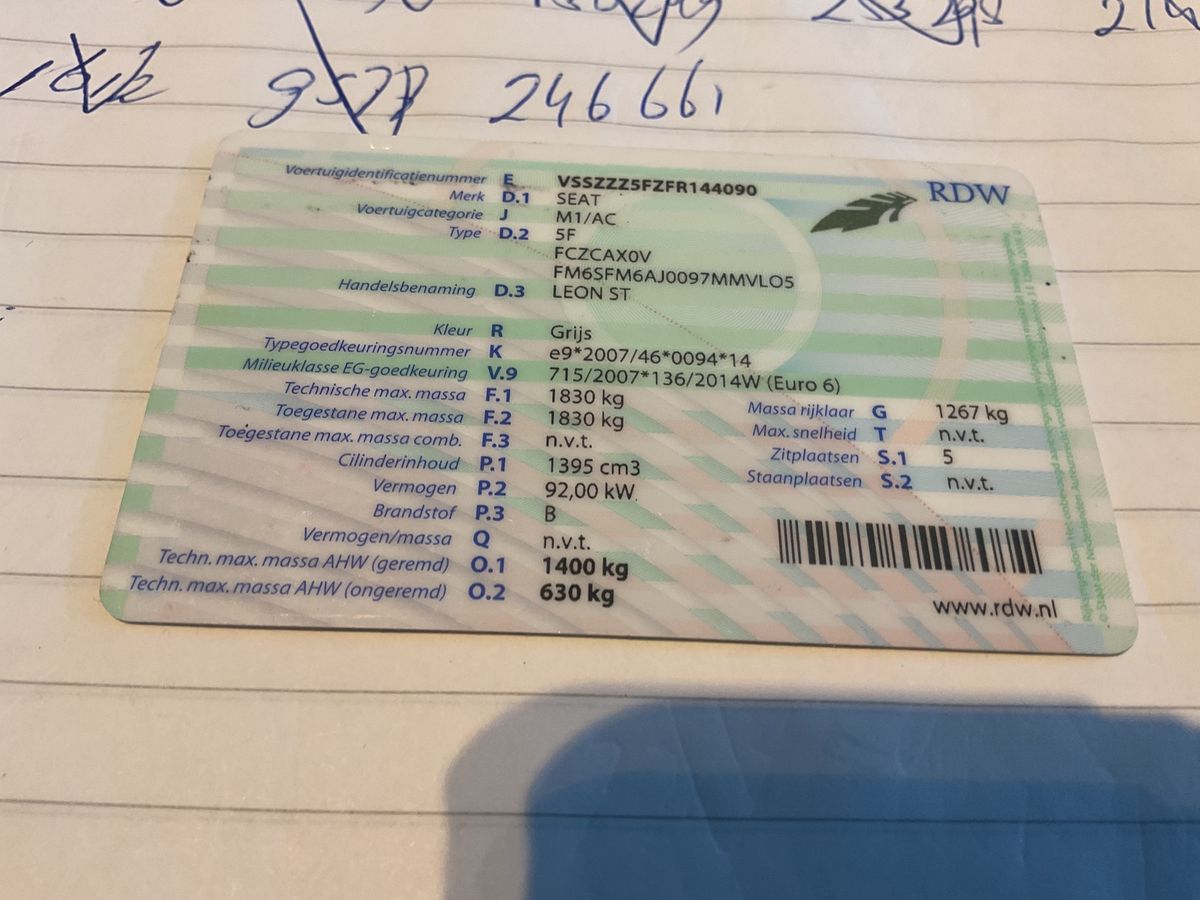 246 661
Voertuigidentificatienummer E VSSZZZ5FZFR144090
RDW
Merk D.1 SEAT
Voertuigcategorie J M1/AC
Type D.2 5F
FCZCAX0V
FM6SFM6AJ0097MMVLO5
Handelsbenaming D.3 LEON ST
Kleur R Grijs
Typegoedkeuringsnummer K e9*2007/46*0094*14
Milieuklasse EG-goedkeuring V.9 715/2007*136/2014W (Euro 6)
Technische max. massa F.1 1830 kg
Massa rijklaar G 1267 kg
Toegestane max. massa F.2 1830 kg
Max. snelheid T n.v.t.
Toegestane max. massa comb. F.3 n.v.t.
Zitplaatsen S.1 5
Cilinderinhoud P.1 1395 cm3
Staanplaatsen S.2 n.v.t.
Vermogen P.2 92,00 kW
Brandstof P.3 B
Vermogen/massa Q n.v.t.
Techn. max. massa AHW (geremd) O.1 1400 kg
Techn. max. massa AHW (ongeremd) O.2 630 kg
www.rdw.nl